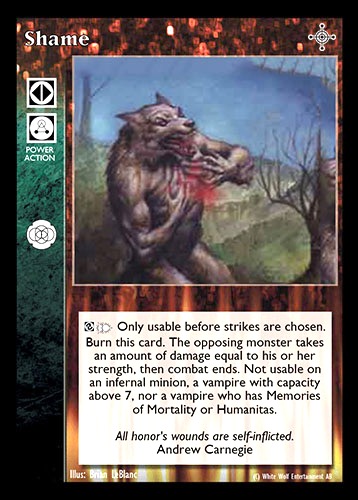 Shame
POWER
ACTION
Only usable before strikes are chosen.
Burn this card. The opposing monster takes
an amount of damage equal to his or her
strength, then combat ends. Not usable on
an infernal minion, a vampire with capacity
above 7, nor a vampire who has Memories
of Mortality or Humanitas.
All honor's wounds are self-inflicted.
Andrew Carnegie
Illus: Brian LeBlanc
(C) White Wolf Entertainment AB